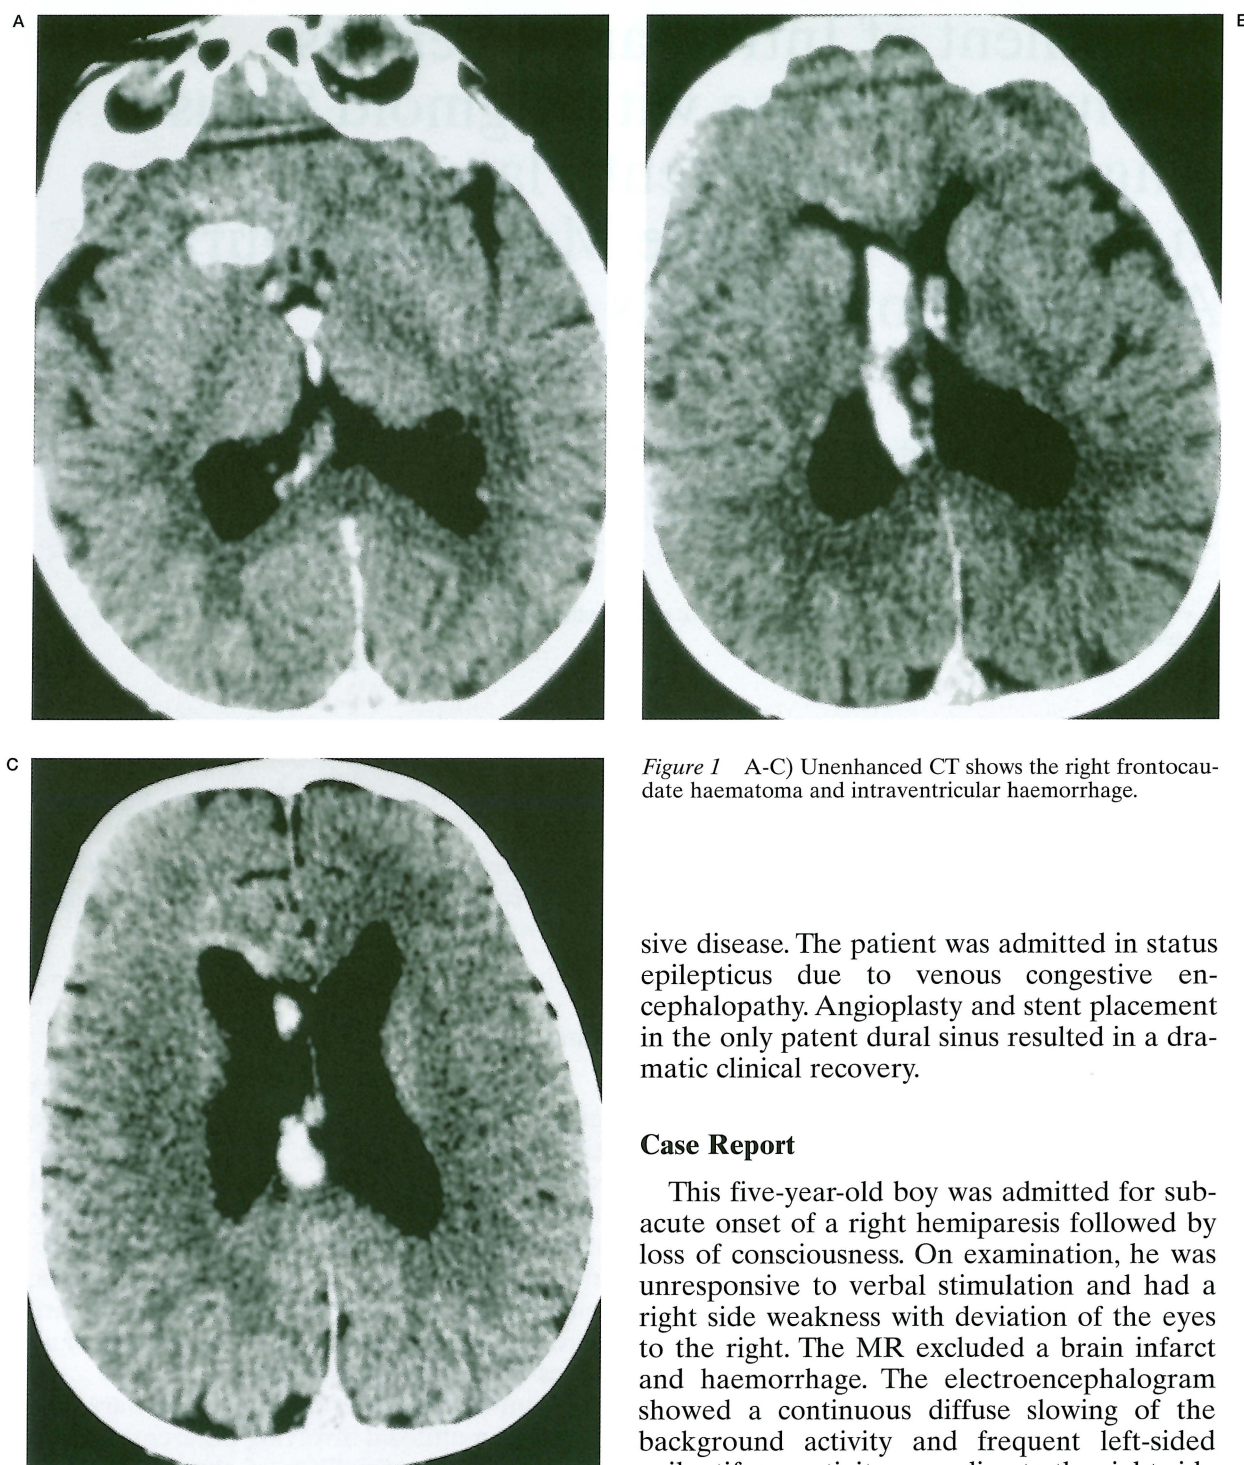 A
B
C
Figure 1 A-C) Unenhanced CT shows the right frontocau-
date haematoma and intraventricular haemorrhage.
sive disease. The patient was admitted in status
epilepticus due to venous congestive en-
cephalopathy. Angioplasty and stent placement
in the only patent dural sinus resulted in a dra-
matic clinical recovery.
Case Report
This five-year-old boy was admitted for sub-
acute onset of a right hemiparesis followed by
loss of consciousness. On examination, he was
unresponsive to verbal stimulation and had a
right side weakness with deviation of the eyes
to the right. The MR excluded a brain infarct
and haemorrhage. The electroencephalogram
showed a continuous diffuse slowing of the
background activity and frequent left-sided